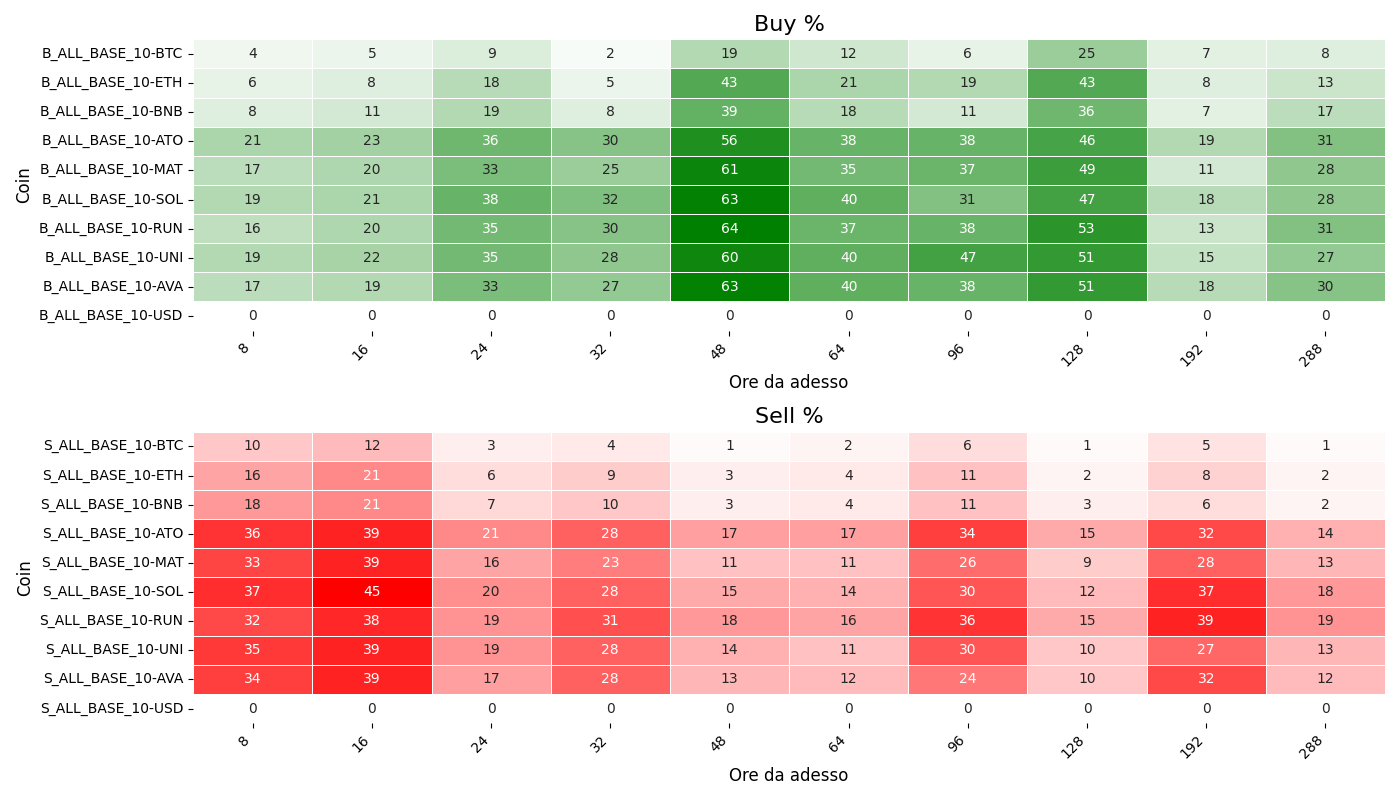 Buy %
Coin
B_ALL_BASE_10-BTC 4 5 9 2 19 12 6 25 7 8
B_ALL_BASE_10-ETH 6 8 18 5 43 21 19 43 8 13
B_ALL_BASE_10-BNB 8 11 19 8 39 18 11 36 7 17
B_ALL_BASE_10-ATO 21 23 36 30 56 38 38 46 19 31
B_ALL_BASE_10-MAT 17 20 33 25 61 35 37 49 11 28
B_ALL_BASE_10-SOL 19 21 38 32 63 40 31 47 18 28
B_ALL_BASE_10-RUN 16 20 35 30 64 37 38 53 13 31
B_ALL_BASE_10-UNI 19 22 35 28 60 40 47 51 15 27
B_ALL_BASE_10-AVA 17 19 33 27 63 40 38 51 18 30
B_ALL_BASE_10-USD 0 0 0 0 0 0 0 0 0 0
8 16 24 32 48 64 96 128 192 288
Ore da adesso
Sell %
Coin
S_ALL_BASE_10-BTC 10 12 3 4 1 2 6 1 5 1
S_ALL_BASE_10-ETH 16 21 6 9 3 4 11 2 8 2
S_ALL_BASE_10-BNB 18 21 7 10 3 4 11 3 6 2
S_ALL_BASE_10-ATO 36 39 21 28 17 17 34 15 32 14
S_ALL_BASE_10-MAT 33 39 16 23 11 11 26 9 28 13
S_ALL_BASE_10-SOL 37 45 20 28 15 14 30 12 37 18
S_ALL_BASE_10-RUN 32 38 19 31 18 16 36 15 39 19
S_ALL_BASE_10-UNI 35 39 19 28 14 11 30 10 27 13
S_ALL_BASE_10-AVA 34 39 17 28 13 12 24 10 32 12
S_ALL_BASE_10-USD 0 0 0 0 0 0 0 0 0 0
8 16 24 32 48 64 96 128 192 288
Ore da adesso